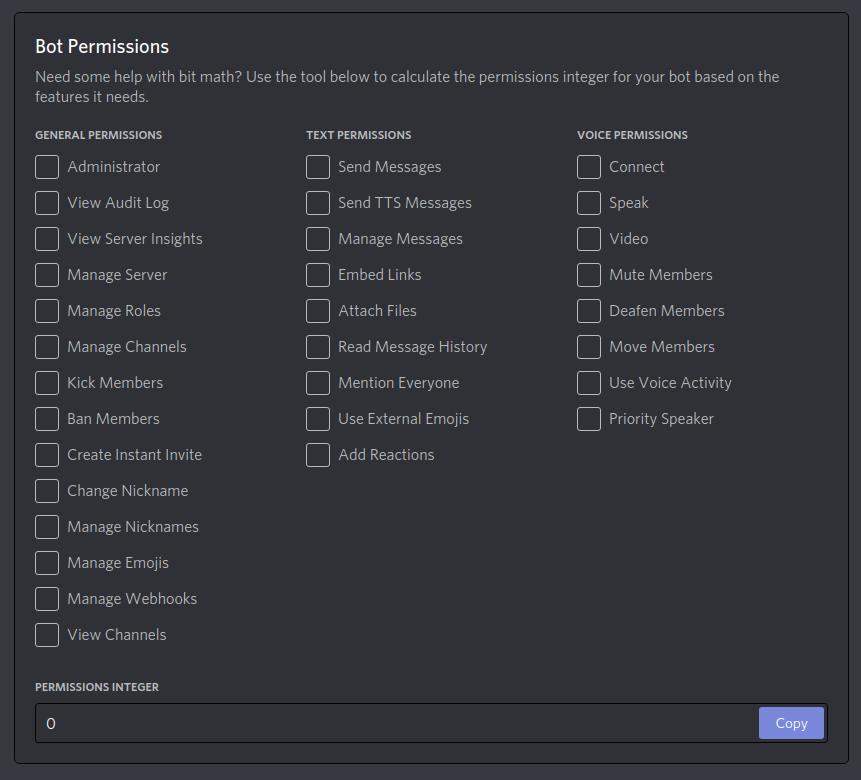 Bot Permissions
Need some help with bit math? Use the tool below to calculate the permissions integer for your bot based on the
features it needs.
GENERAL PERMISSIONS
Administrator
View Audit Log
View Server Insights
Manage Server
Manage Roles
Manage Channels
Kick Members
Ban Members
Create Instant Invite
Change Nickname
Manage Nicknames
Manage Emojis
Manage Webhooks
View Channels
TEXT PERMISSIONS
Send Messages
Send TTS Messages
Manage Messages
Embed Links
Attach Files
Read Message History
Mention Everyone
Use External Emojis
Add Reactions
VOICE PERMISSIONS
Connect
Speak
Video
Mute Members
Deafen Members
Move Members
Use Voice Activity
Priority Speaker
PERMISSIONS INTEGER
0
Copy